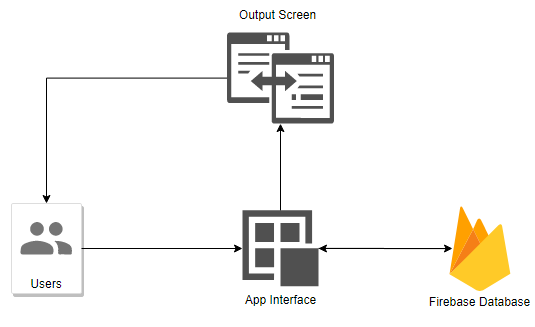 Output Screen
Users
App Interface
Firebase Database